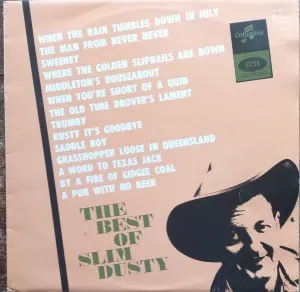 WHEN THE RAIN TUMBLES DOWN IN JULY
THE MAN FROM NEVER NEVER
SWEENEY
WHERE THE GOLDEN SLIPRAILS ARE DOWN
MIDDLETON'S ROUSEABOUT
WHEN YOU'RE SHORT OF A QUID
THE OLD TIME DROVER'S LAMENT
TRUMBY
RUSTY IT'S GOODBYE
SADDLE BOY
GRASSHOPPER LOOSE IN QUEENSLAND
A WORD TO TEXAS JACK
BY A FIRE OF GIDGEE COAL
A PUB WITH NO BEER
Columbia
THE
BEST
OF
SLIM
DUSTY